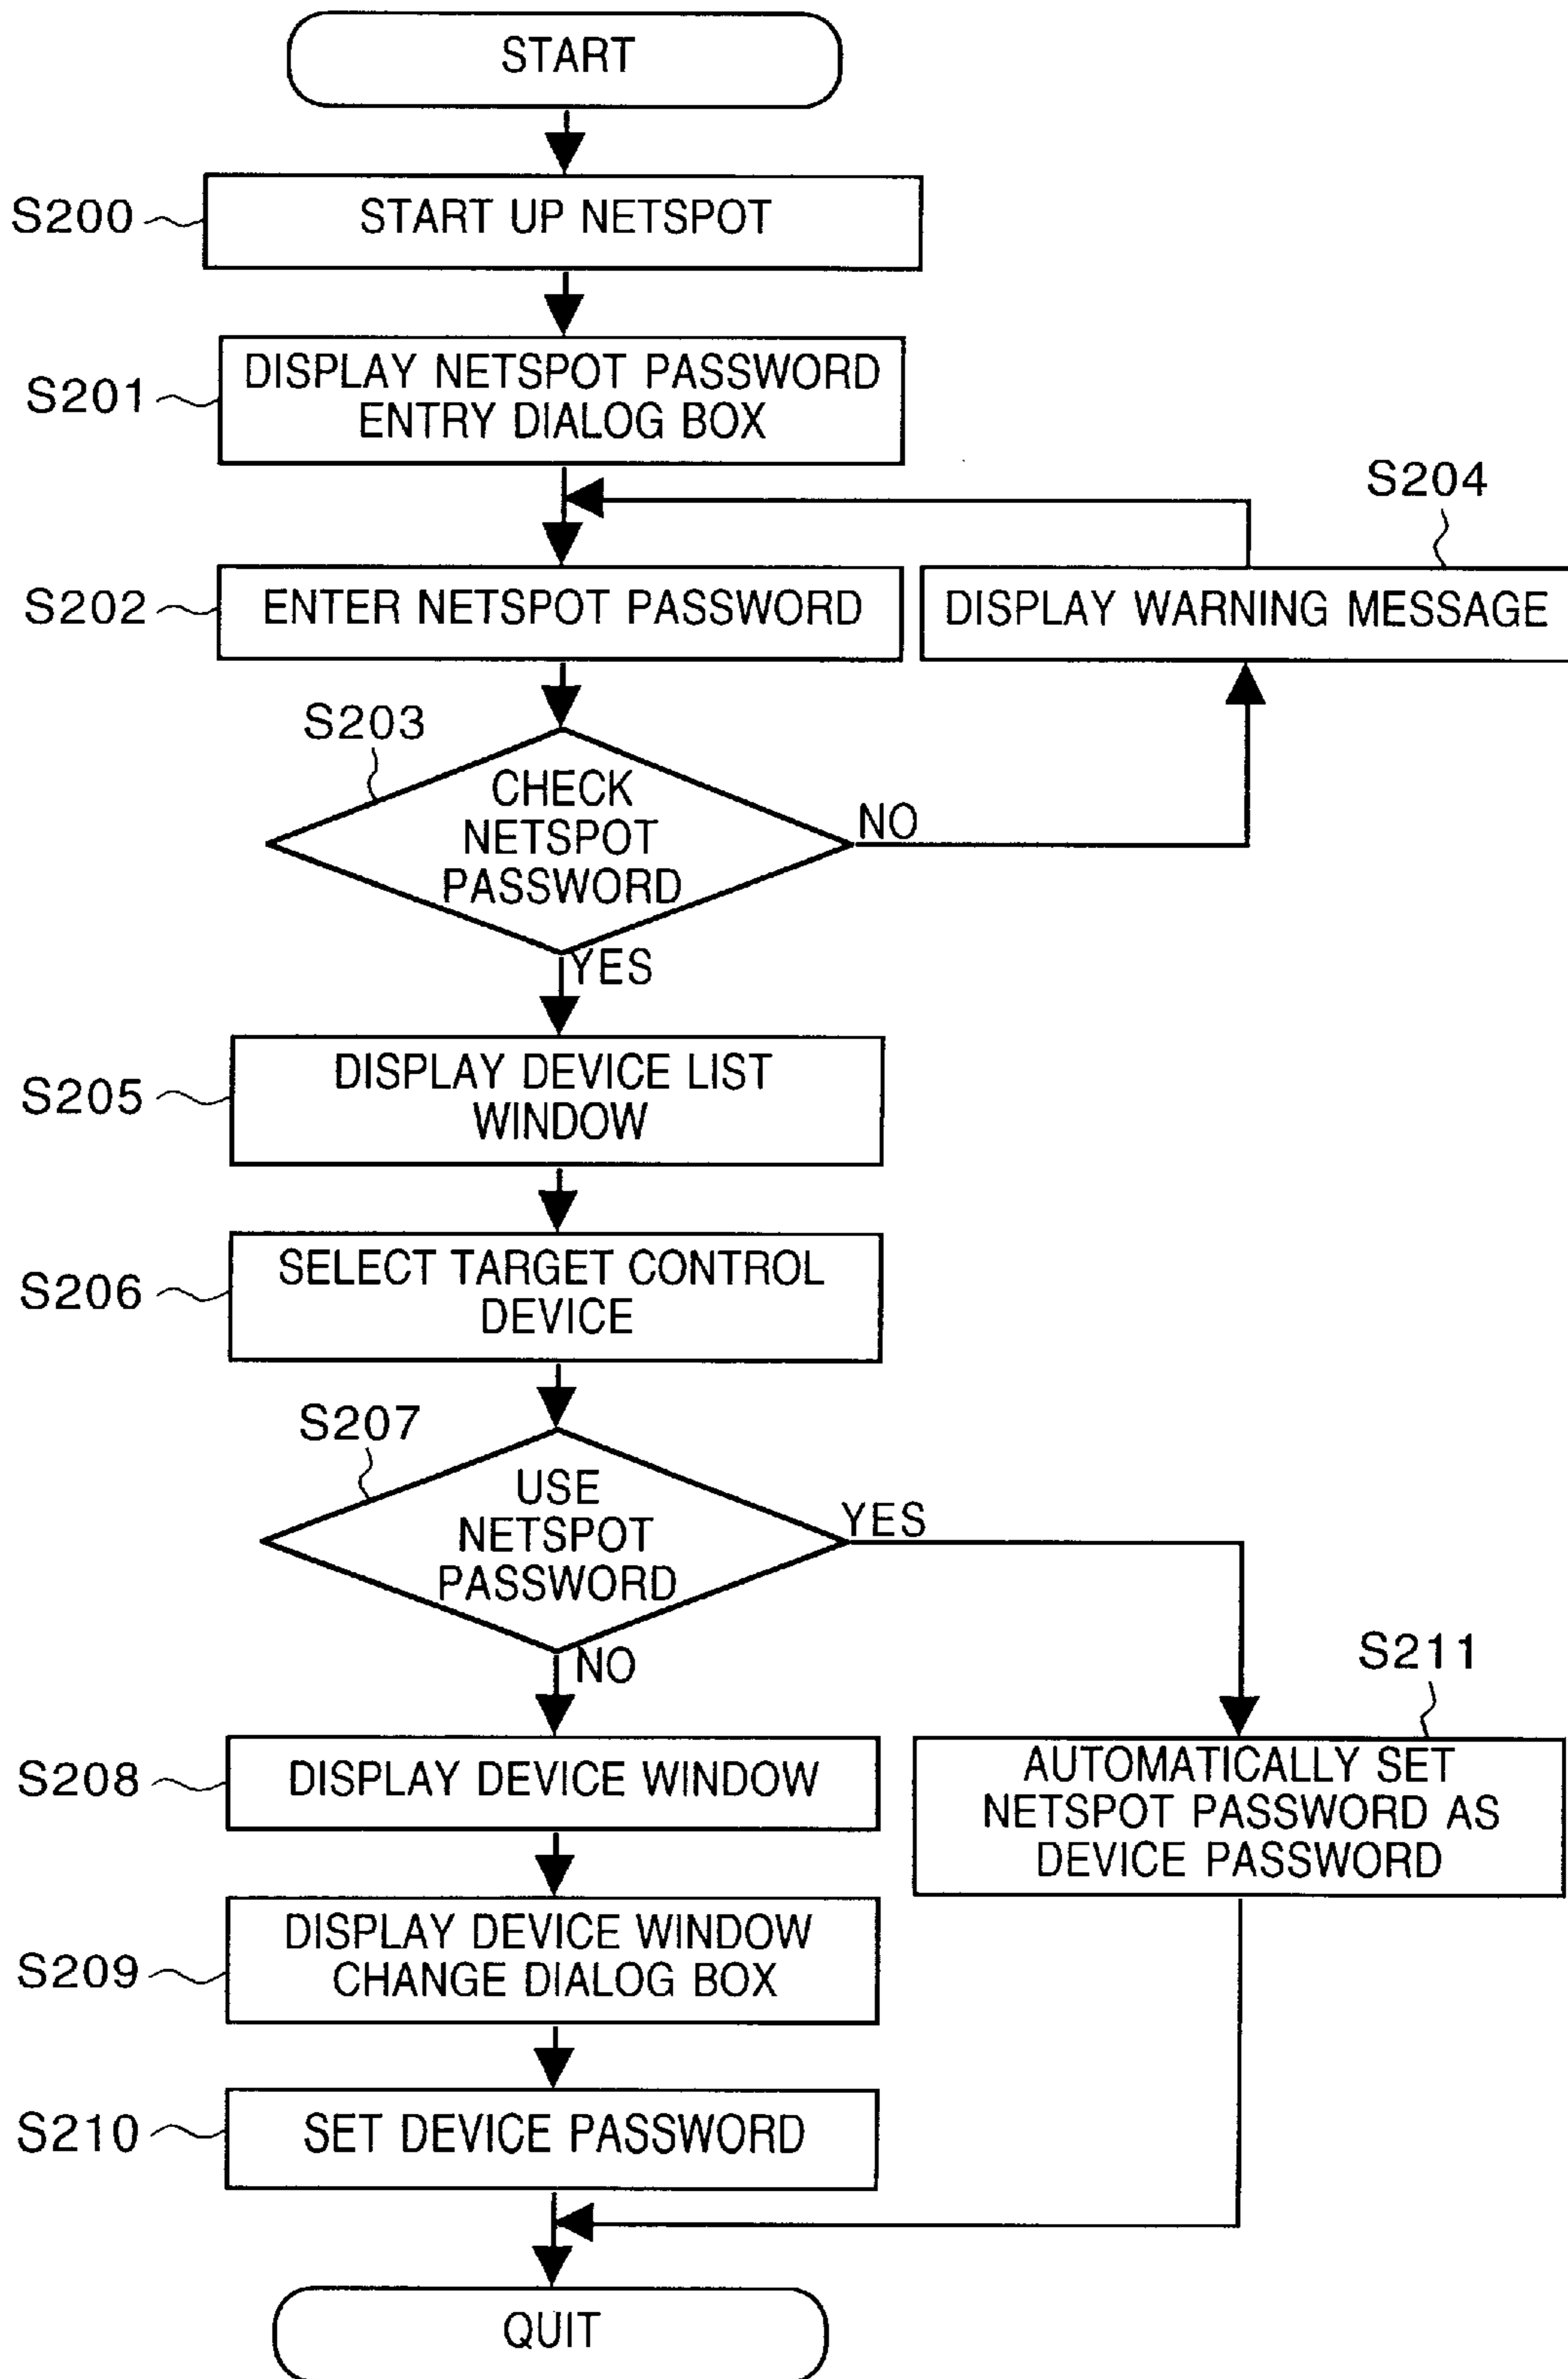 START
S200
START UP NETSPOT
S201
DISPLAY NETSPOT PASSWORD
ENTRY DIALOG BOX
S204
S202
ENTER NETSPOT PASSWORD
DISPLAY WARNING MESSAGE
S203
CHECK
NETSPOT
PASSWORD
NO
YES
S205
DISPLAY DEVICE LIST
WINDOW
S206
SELECT TARGET CONTROL
DEVICE
S207
USE
NETSPOT
PASSWORD
YES
NO
S211
S208
DISPLAY DEVICE WINDOW
AUTOMATICALLY SET
NETSPOT PASSWORD AS
DEVICE PASSWORD
S209
DISPLAY DEVICE WINDOW
CHANGE DIALOG BOX
S210
SET DEVICE PASSWORD
QUIT